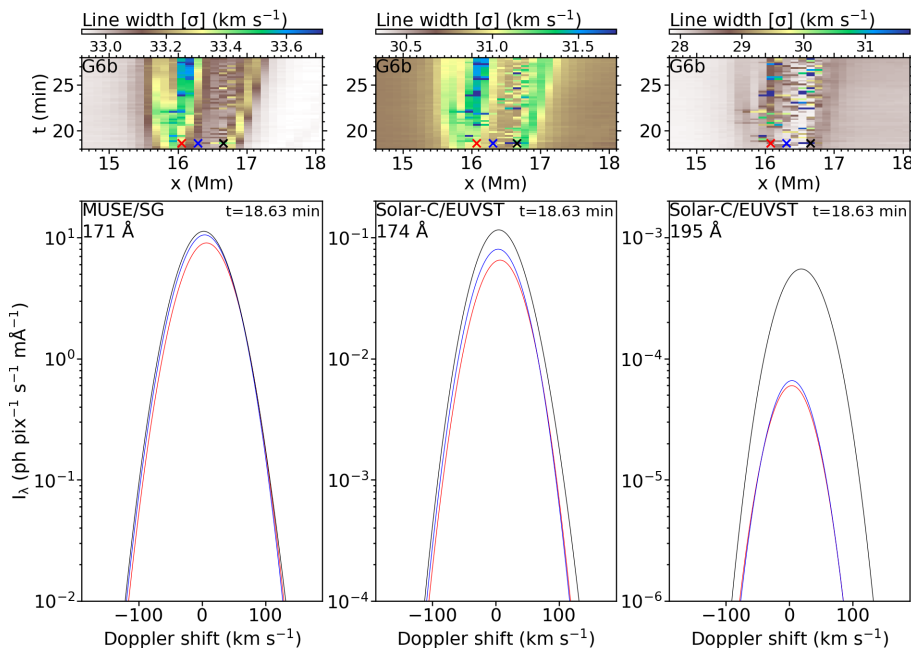 Line width [σ] (km s⁻¹)
33.0 33.2 33.4 33.6
G6b
25
20
t (min)
15 16 17 18
x (Mm)
Line width [σ] (km s⁻¹)
30.5 31.0 31.5
G6b
25
20
15 16 17 18
x (Mm)
Line width [σ] (km s⁻¹)
28 29 30 31
G6b
25
20
15 16 17 18
x (Mm)
MUSE/SG t=18.63 min
171 Å
10¹
10⁰
10⁻¹
10⁻²
I_λ (ph pix⁻¹ s⁻¹ mÅ⁻¹)
−100 0 100
Doppler shift (km s⁻¹)
Solar-C/EUVST t=18.63 min
174 Å
10⁻¹
10⁻²
10⁻³
10⁻⁴
−100 0 100
Doppler shift (km s⁻¹)
Solar-C/EUVST t=18.63 min
195 Å
10⁻³
10⁻⁴
10⁻⁵
10⁻⁶
−100 0 100
Doppler shift (km s⁻¹)